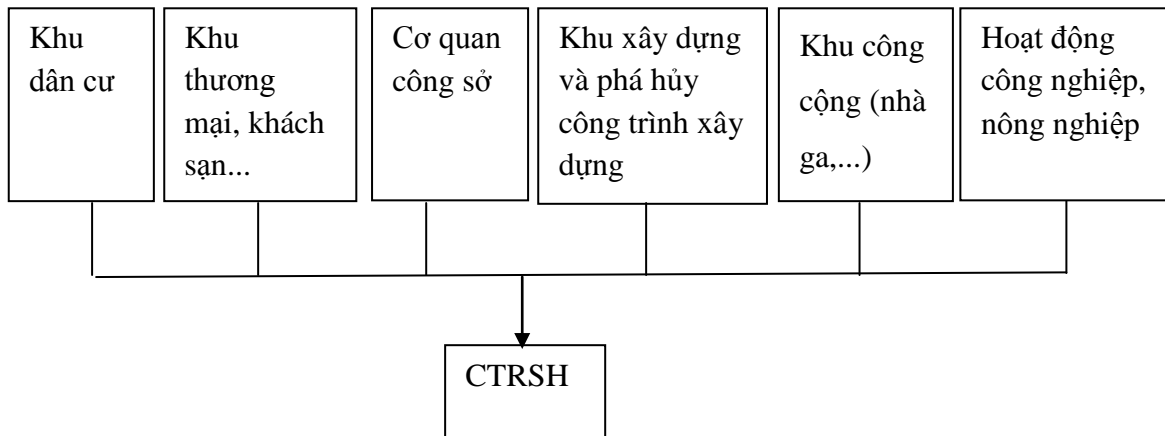 Khu
dân cư
Khu
thương
mại, khách
sạn...
Cơ quan
công sở
Khu xây dựng
và phá hủy
công trình xây
dựng
Khu công
cộng (nhà
ga,...)
Hoạt động
công nghiệp,
nông nghiệp
CTRSH